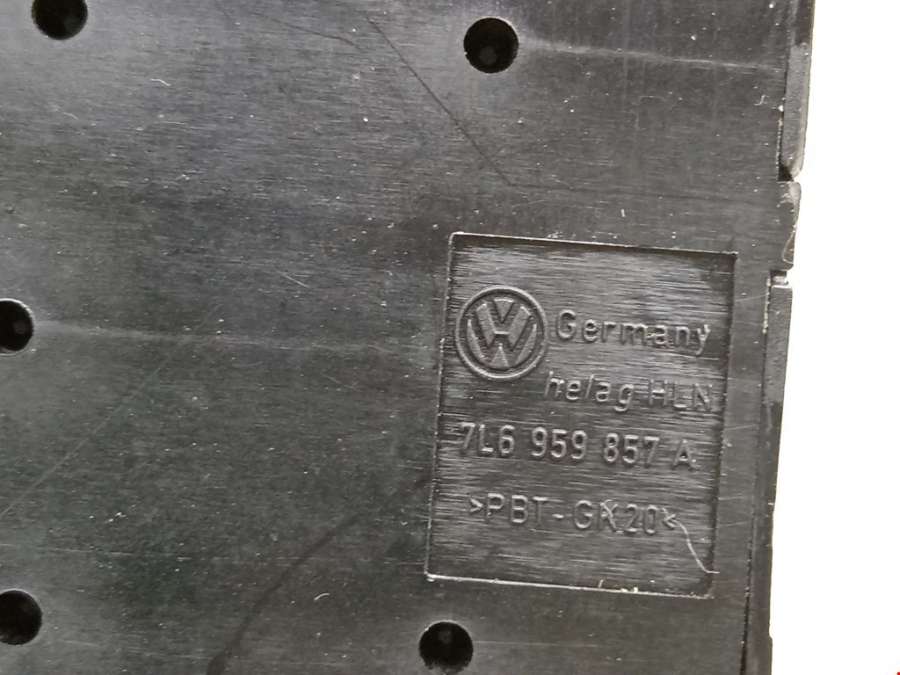 Germany
helag HLN
7L6 959 857 A
>PBT-GK20<